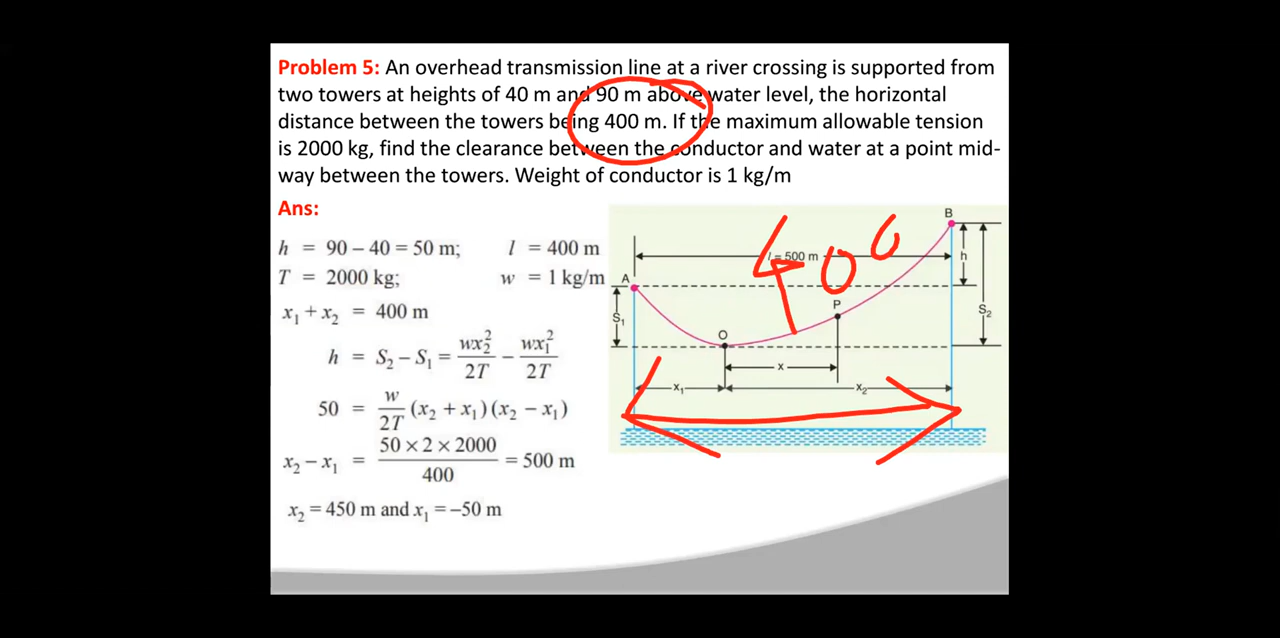 Problem 5: An overhead transmission line at a river crossing is supported from
two towers at heights of 40 m and 90 m above water level, the horizontal
distance between the towers being 400 m. If the maximum allowable tension
is 2000 kg, find the clearance between the conductor and water at a point mid-
way between the towers. Weight of conductor is 1 kg/m
Ans:
h = 90 – 40 = 50 m; l = 400 m
T = 2000 kg; w = 1 kg/m
x₁ + x₂ = 400 m
h = S₂ – S₁ = wx₂²/2T – wx₁²/2T
50 = w/2T (x₂ + x₁) (x₂ – x₁)
x₂ – x₁ = 50 × 2 × 2000/400 = 500 m
x₂ = 450 m and x₁ = –50 m
B
l = 500 m
400
h
A
P
S₁
S₂
O
x
x₁
x₂